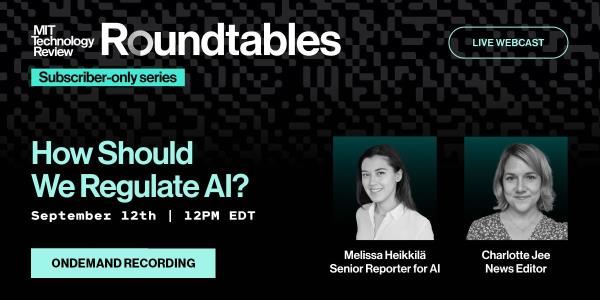 MIT
Technology
Review
Roundtables
LIVE WEBCAST
Subscriber-only series
How Should
We Regulate AI?
September 12th | 12PM EDT
ONDEMAND RECORDING
Melissa Heikkilä
Senior Reporter for AI
Charlotte Jee
News Editor